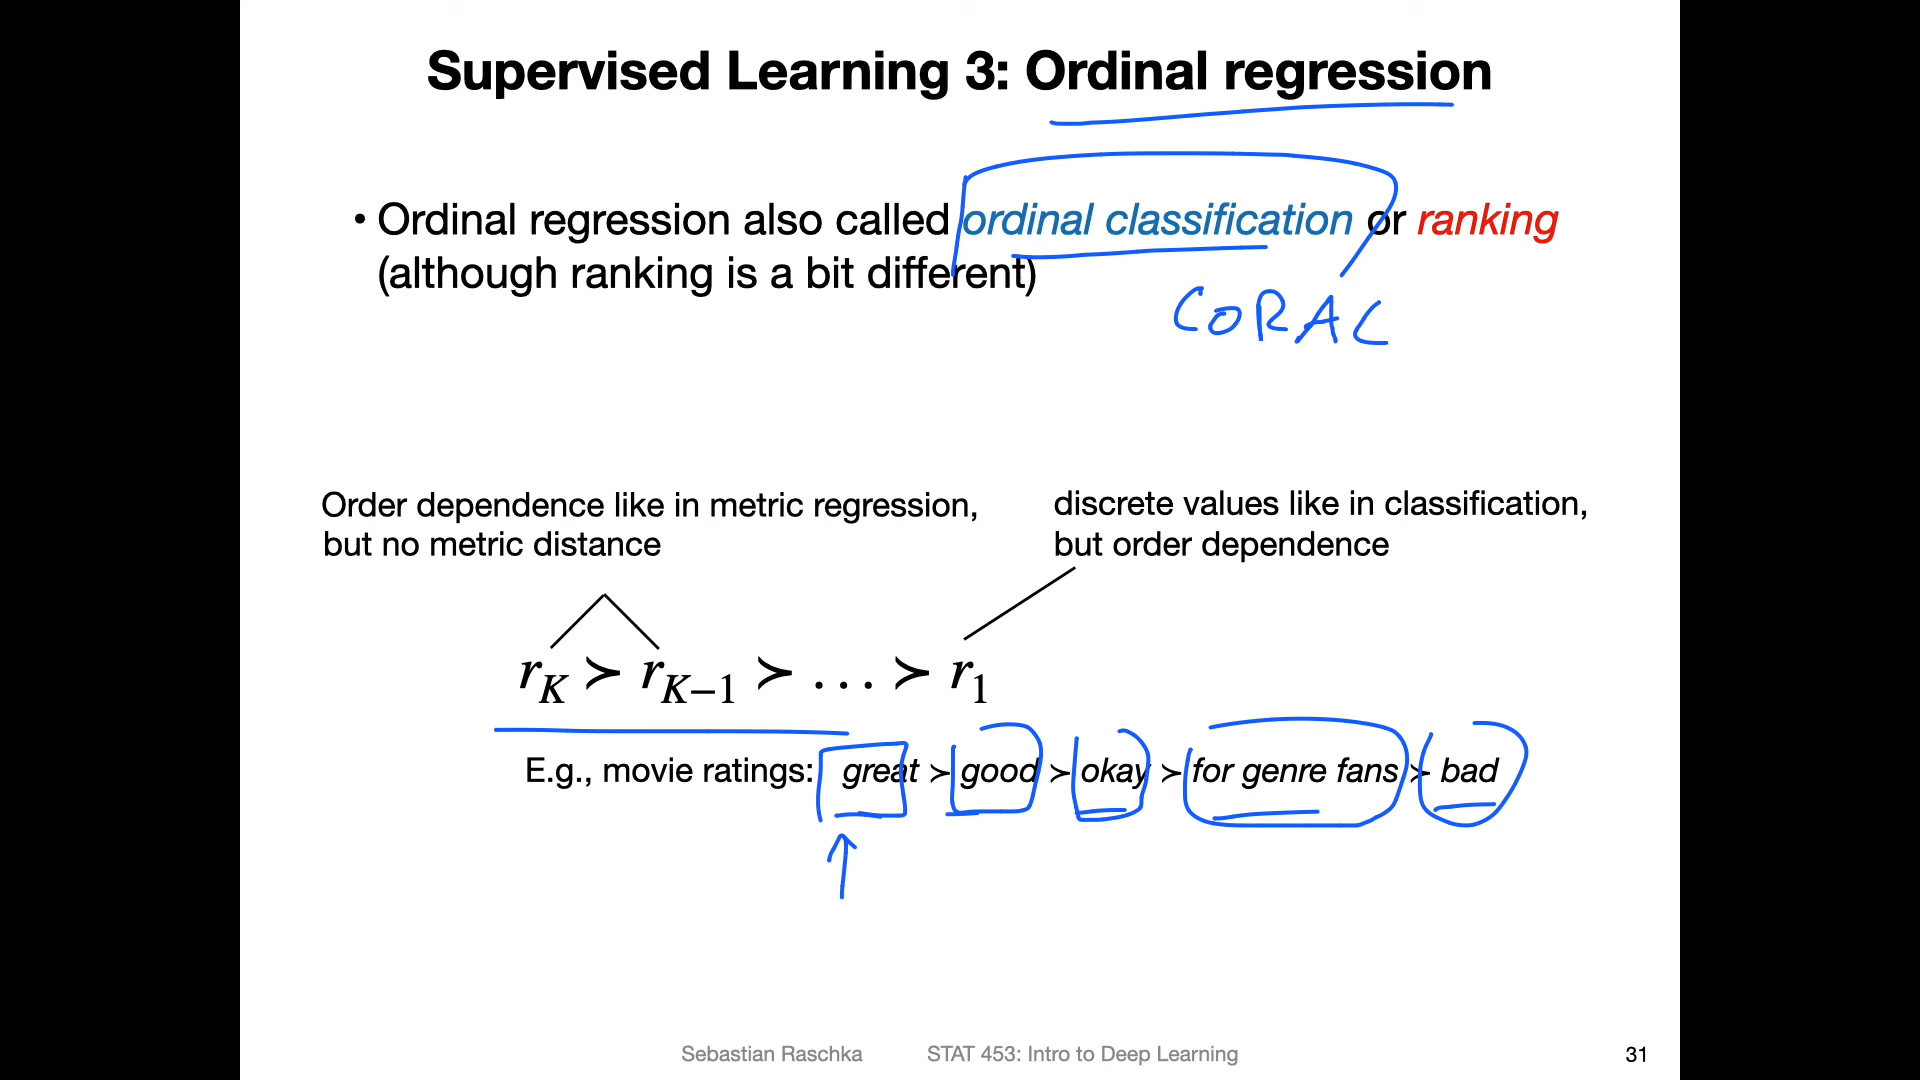 Supervised Learning 3: Ordinal regression
• Ordinal regression also called ordinal classification or ranking
(although ranking is a bit different)
CORAL
Order dependence like in metric regression,
but no metric distance
discrete values like in classification,
but order dependence
r_K ≻ r_{K−1} ≻ . . . ≻ r_1
E.g., movie ratings: great ≻ good ≻ okay ≻ for genre fans ≻ bad
Sebastian Raschka STAT 453: Intro to Deep Learning 31